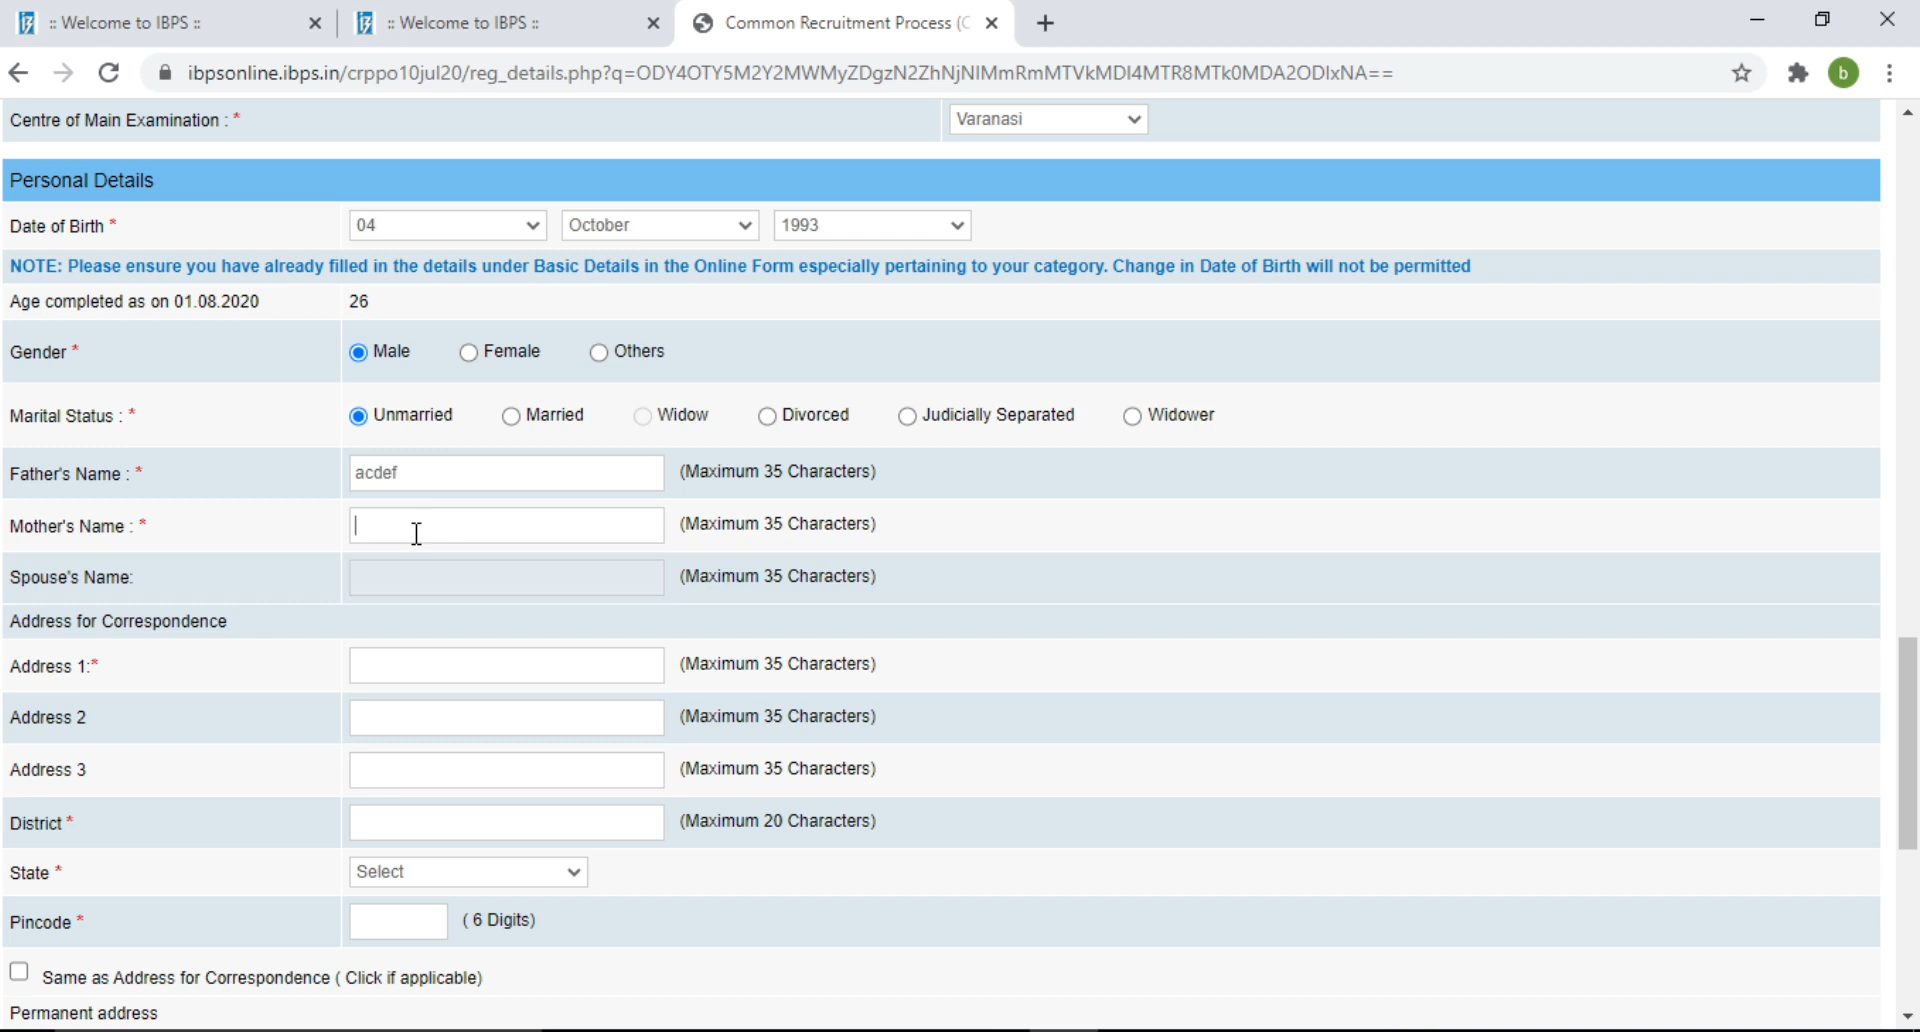 :: Welcome to IBPS ::
:: Welcome to IBPS ::
Common Recruitment Process (C
ibpsonline.ibps.in/crppo10jul20/reg_details.php?q=ODY4OTY5M2Y2MWMyZDgzN2ZhNjNlMmRmMTVkMDI4MTR8MTk0MDA2ODIxNA==
b
Centre of Main Examination : *
Varanasi
Personal Details
Date of Birth *
04
October
1993
NOTE: Please ensure you have already filled in the details under Basic Details in the Online Form especially pertaining to your category. Change in Date of Birth will not be permitted
Age completed as on 01.08.2020
26
Gender *
Male
Female
Others
Marital Status : *
Unmarried
Married
Widow
Divorced
Judicially Separated
Widower
Father's Name : *
acdef
(Maximum 35 Characters)
Mother's Name : *
(Maximum 35 Characters)
Spouse's Name:
(Maximum 35 Characters)
Address for Correspondence
Address 1:*
(Maximum 35 Characters)
Address 2
(Maximum 35 Characters)
Address 3
(Maximum 35 Characters)
District *
(Maximum 20 Characters)
State *
Select
Pincode *
( 6 Digits)
Same as Address for Correspondence ( Click if applicable)
Permanent address